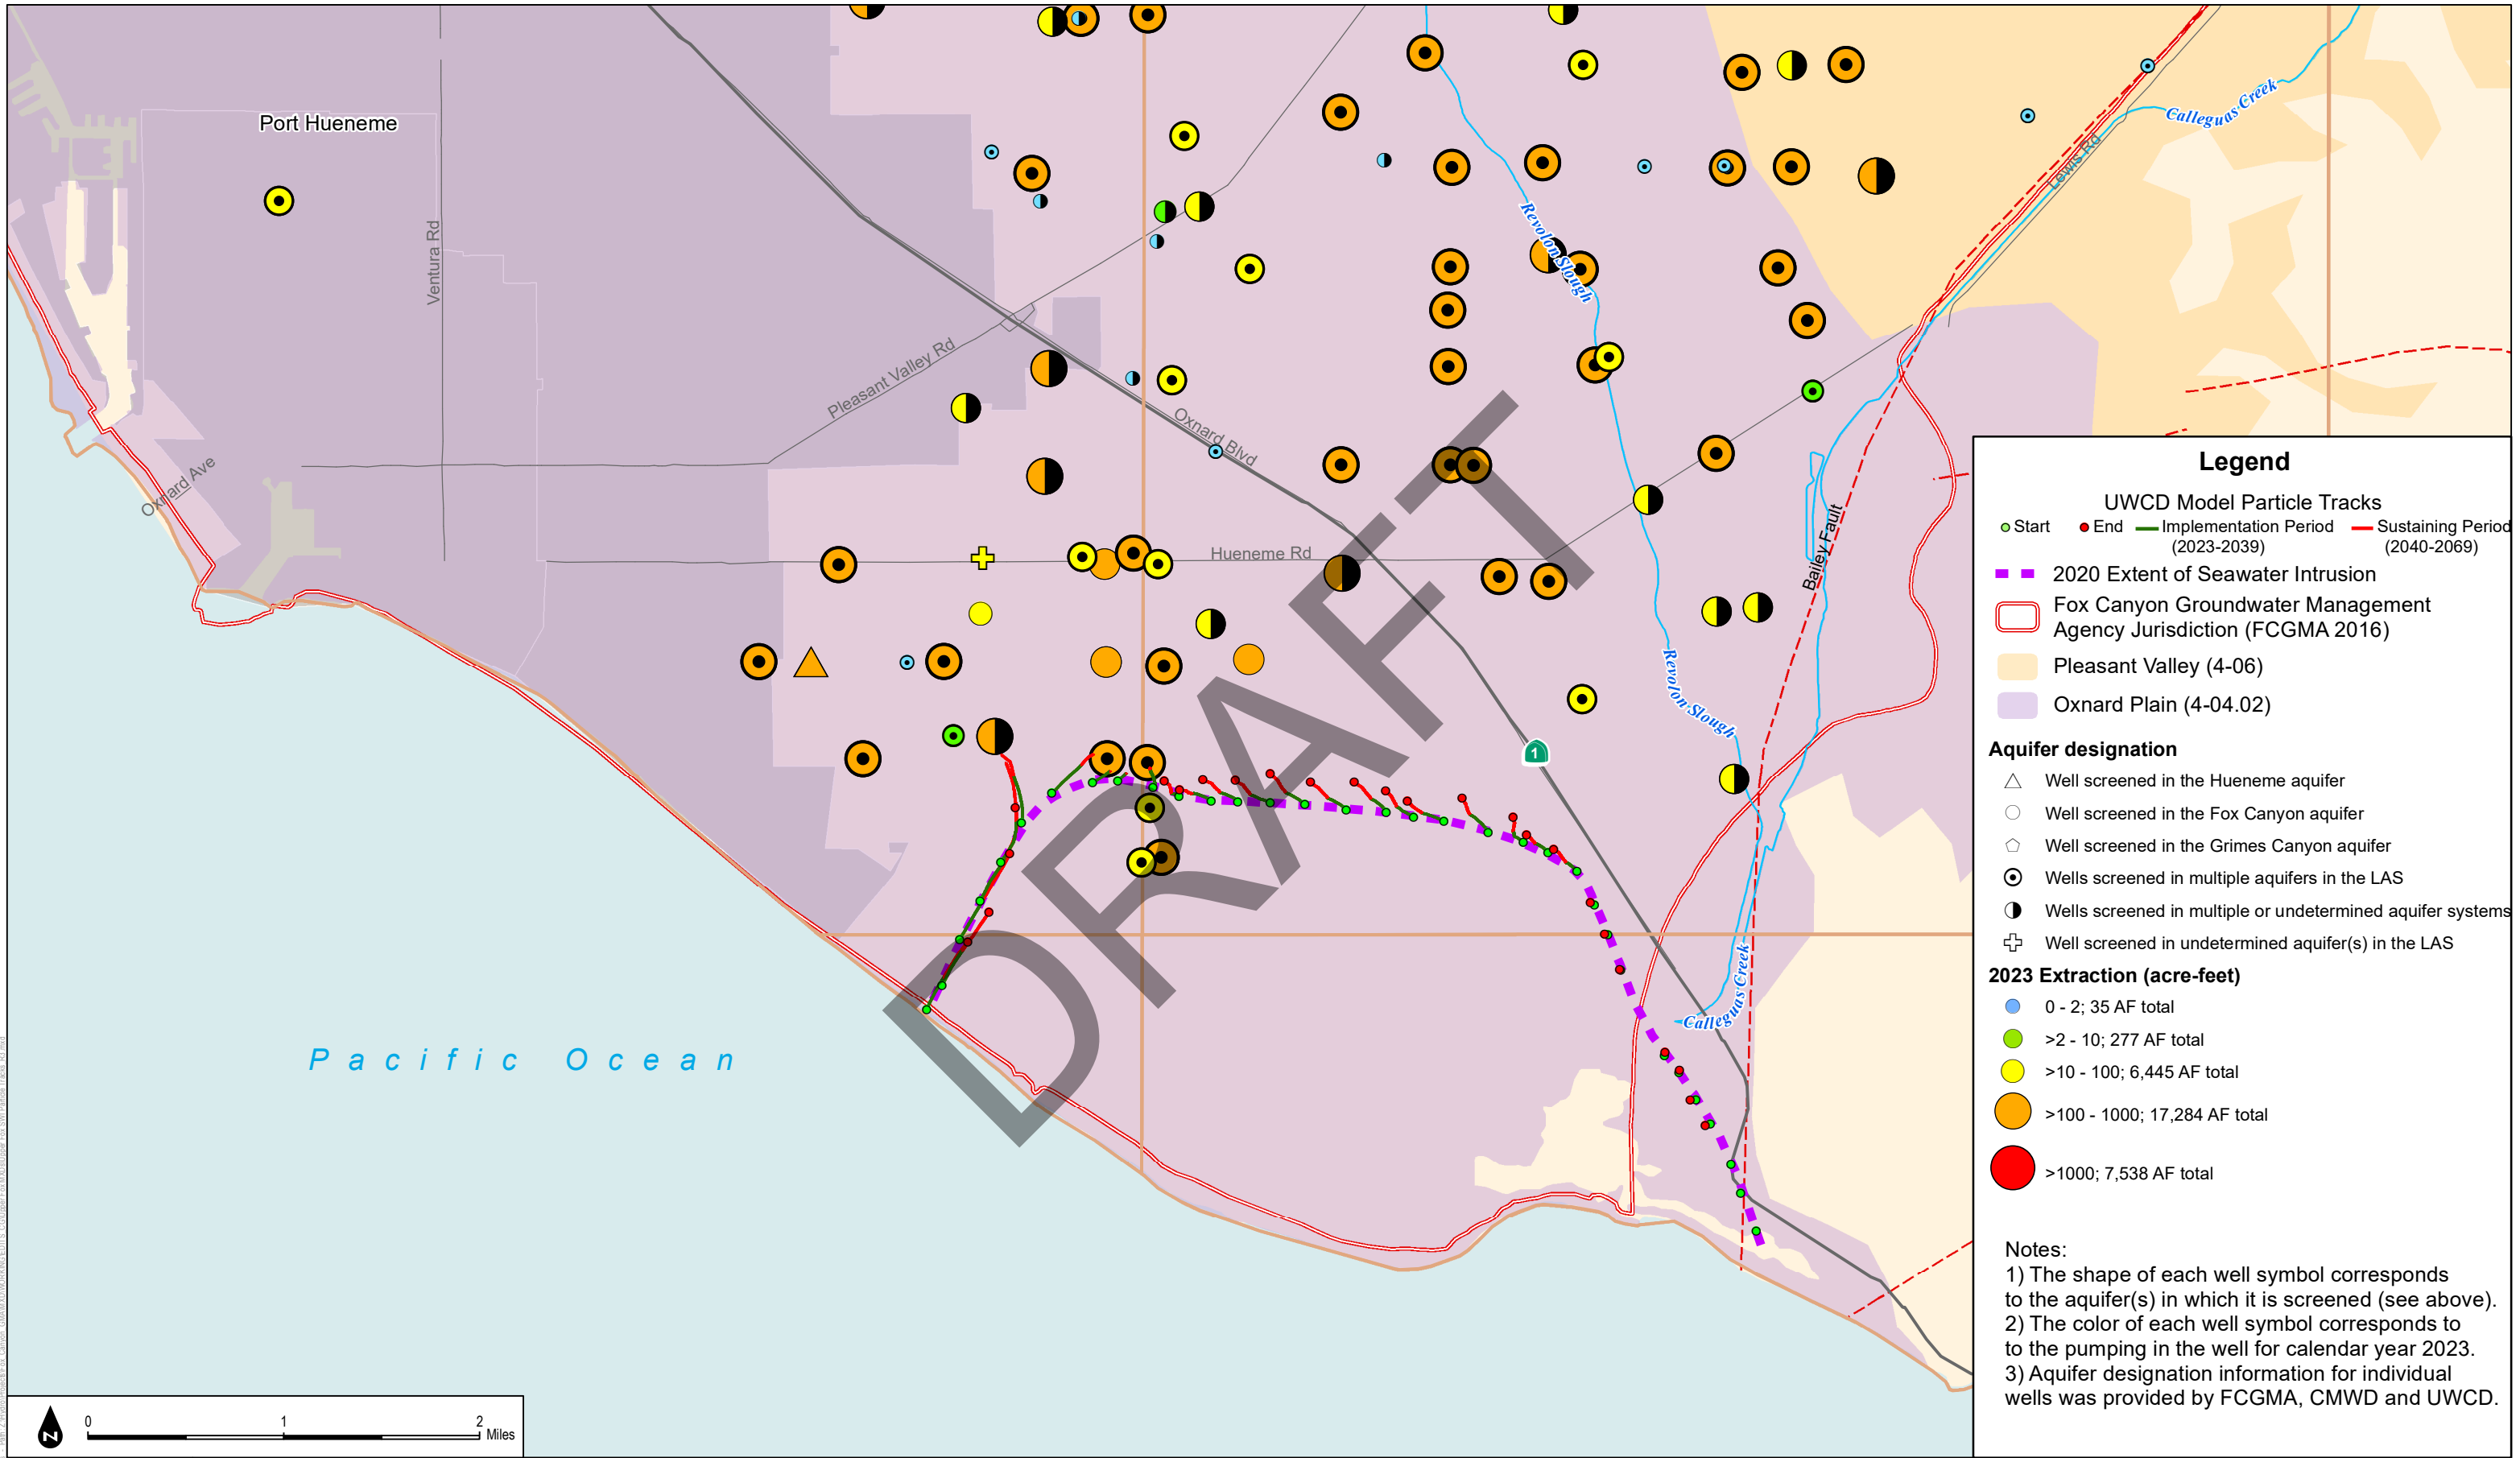 Port Hueneme
Calleguas Creek
Lewis Rd
Ventura Rd
Revolon Slough
Pleasant Valley Rd
Oxnard Blvd
Oxnard Ave
Hueneme Rd
Bailey Fault
Revolon Slough
1
Calleguas Creek
Pacific Ocean
DRAFT
N
0 1 2
Miles
Legend
UWCD Model Particle Tracks
Start End Implementation Period Sustaining Period
(2023-2039) (2040-2069)
2020 Extent of Seawater Intrusion
Fox Canyon Groundwater Management
Agency Jurisdiction (FCGMA 2016)
Pleasant Valley (4-06)
Oxnard Plain (4-04.02)
Aquifer designation
Well screened in the Hueneme aquifer
Well screened in the Fox Canyon aquifer
Well screened in the Grimes Canyon aquifer
Wells screened in multiple aquifers in the LAS
Wells screened in multiple or undetermined aquifer systems
Well screened in undetermined aquifer(s) in the LAS
2023 Extraction (acre-feet)
0 - 2; 35 AF total
>2 - 10; 277 AF total
>10 - 100; 6,445 AF total
>100 - 1000; 17,284 AF total
>1000; 7,538 AF total
Notes:
1) The shape of each well symbol corresponds
to the aquifer(s) in which it is screened (see above).
2) The color of each well symbol corresponds to
to the pumping in the well for calendar year 2023.
3) Aquifer designation information for individual
wells was provided by FCGMA, CMWD and UWCD.